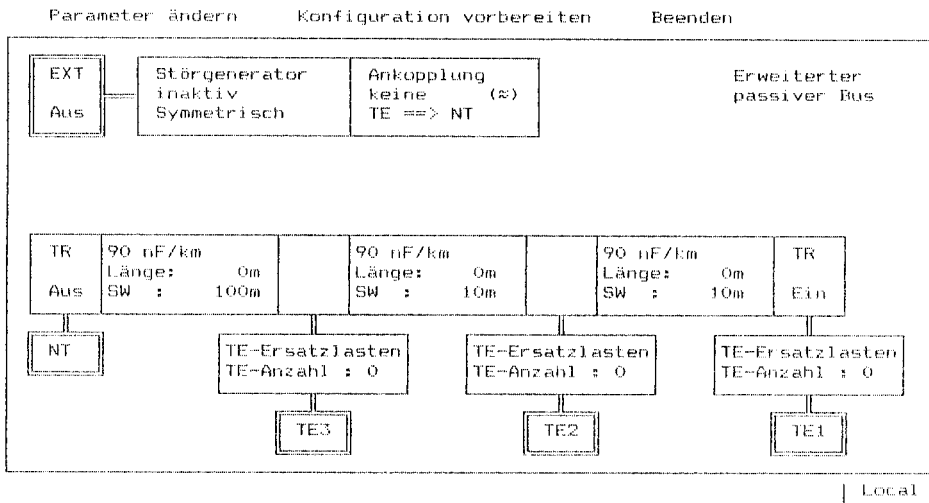 Parameter ändern Konfiguration vorbereiten Beenden
EXT
Aus
Störgenerator
inaktiv
Symmetrisch
Ankopplung
keine (≈)
TE ==> NT
Erweiterter
passiver Bus
TR
Aus
90 nF/km
Länge: 0m
SW : 100m
90 nF/km
Länge: 0m
SW : 10m
90 nF/km
Länge: 0m
SW : 10m
TR
Ein
NT
TE-Ersatzlasten
TE-Anzahl : 0
TE-Ersatzlasten
TE-Anzahl : 0
TE-Ersatzlasten
TE-Anzahl : 0
TE3
TE2
TE1
| Local